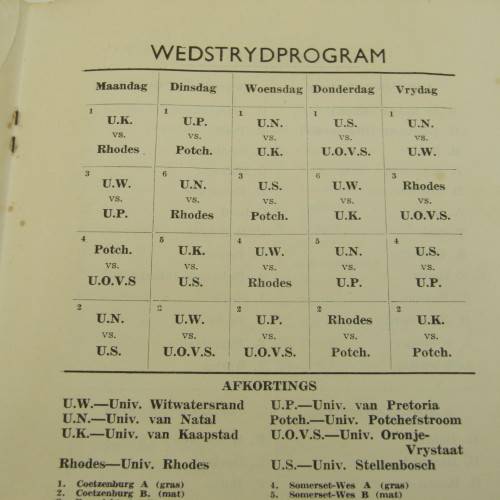 WEDSTRYDPROGRAM
Maandag Dinsdag Woensdag Donderdag Vrydag
1 1 1 1 1
U.K. U.P. U.N. U.S. U.N.
vs. vs. vs. vs. vs.
Rhodes Potch. U.K. U.O.V.S. U.W.
3 6 3 6 3
U.W. U.N. U.S. U.W. Rhodes
vs. vs. vs. vs. vs.
U.P. Rhodes Potch. U.K. U.O.V.S.
4 5 4 5 4
Potch. U.K. U.W. U.N. U.S.
vs. vs. vs. vs. vs.
U.O.V.S U.S. Rhodes U.P. U.P.
2 2 2 2 2
U.N. U.W. U.P. Rhodes U.K.
vs. vs. vs. vs. vs.
U.S. U.O.V.S. U.O.V.S. Potch. Potch.
AFKORTINGS
U.W.—Univ. Witwatersrand U.P.—Univ. van Pretoria
U.N.—Univ. van Natal Potch.—Univ. Potchefstroom
U.K.—Univ. van Kaapstad U.O.V.S.—Univ. Oronje-
Vrystaat
Rhodes—Univ. Rhodes U.S.—Univ. Stellenbosch
1. Coetzenburg A (gras) 4. Somerset-Wes A (gras)
2. Coetzenburg B. (mat) 5. Somerset-Wes B (mat)